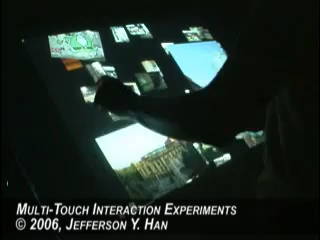 MULTI-TOUCH INTERACTION EXPERIMENTS
© 2006, JEFFERSON Y. HAN